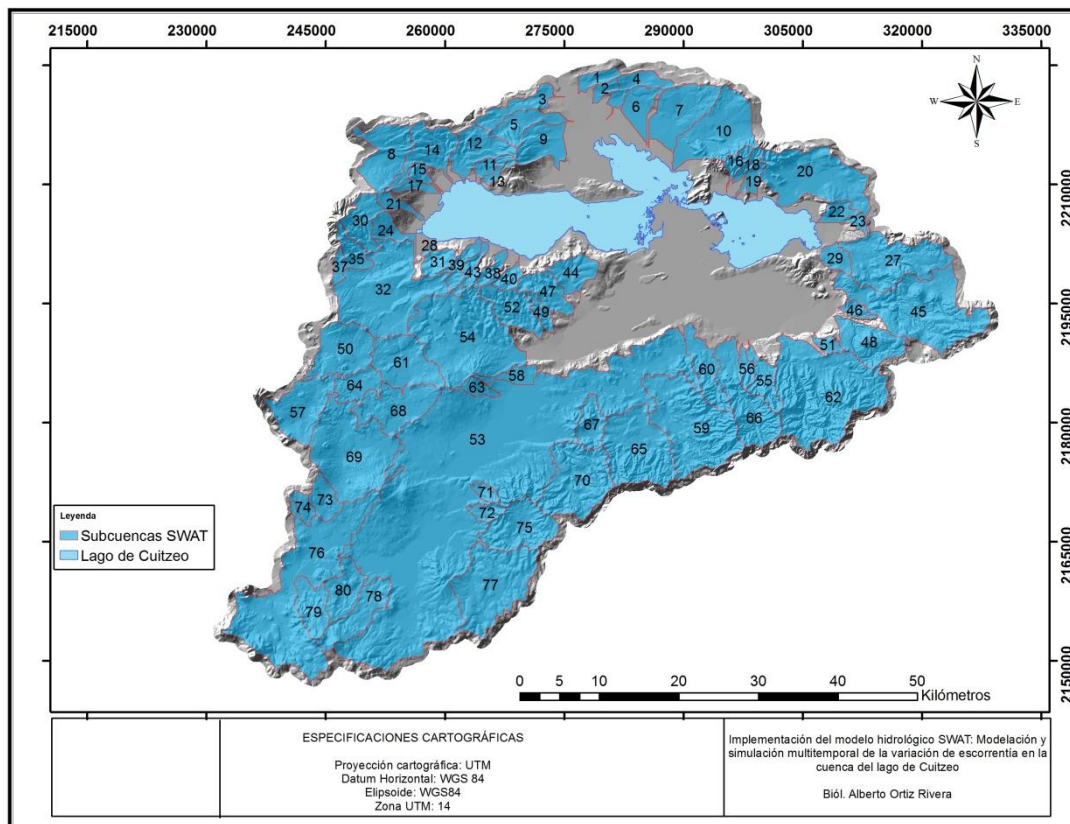 215000 230000 245000 260000 275000 290000 305000 320000 335000
N
W E
S
1 4
2
3 6 7
5 9 10
8 14 12
15 11 16 18
17 13 19 20
21 22
30 24 23
28 29 27
37 35 31 39 43 38 40 44
32 47
52 49 46 45
54 51 48
50 61 58 60 56 55
64 63 62
57 68 67 59 66
53 65
69 70
74 73 71
72 75
76 77
79 80 78
2210000
2195000
2180000
2165000
2150000
Leyenda
Subcuencas SWAT
Lago de Cuitzeo
0 5 10 20 30 40 50
Kilómetros
ESPECIFICACIONES CARTOGRÁFICAS
Proyección cartográfica: UTM
Datum Horizontal: WGS 84
Elipsoide: WGS84
Zona UTM: 14
Implementación del modelo hidrológico SWAT: Modelación y
simulación multitemporal de la variación de escorrentía en la
cuenca del lago de Cuitzeo
Biól. Alberto Ortiz Rivera